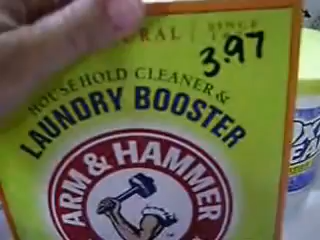 SINCE
3.97
HOUSEHOLD CLEANER &
LAUNDRY BOOSTER
ARM & HAMMER